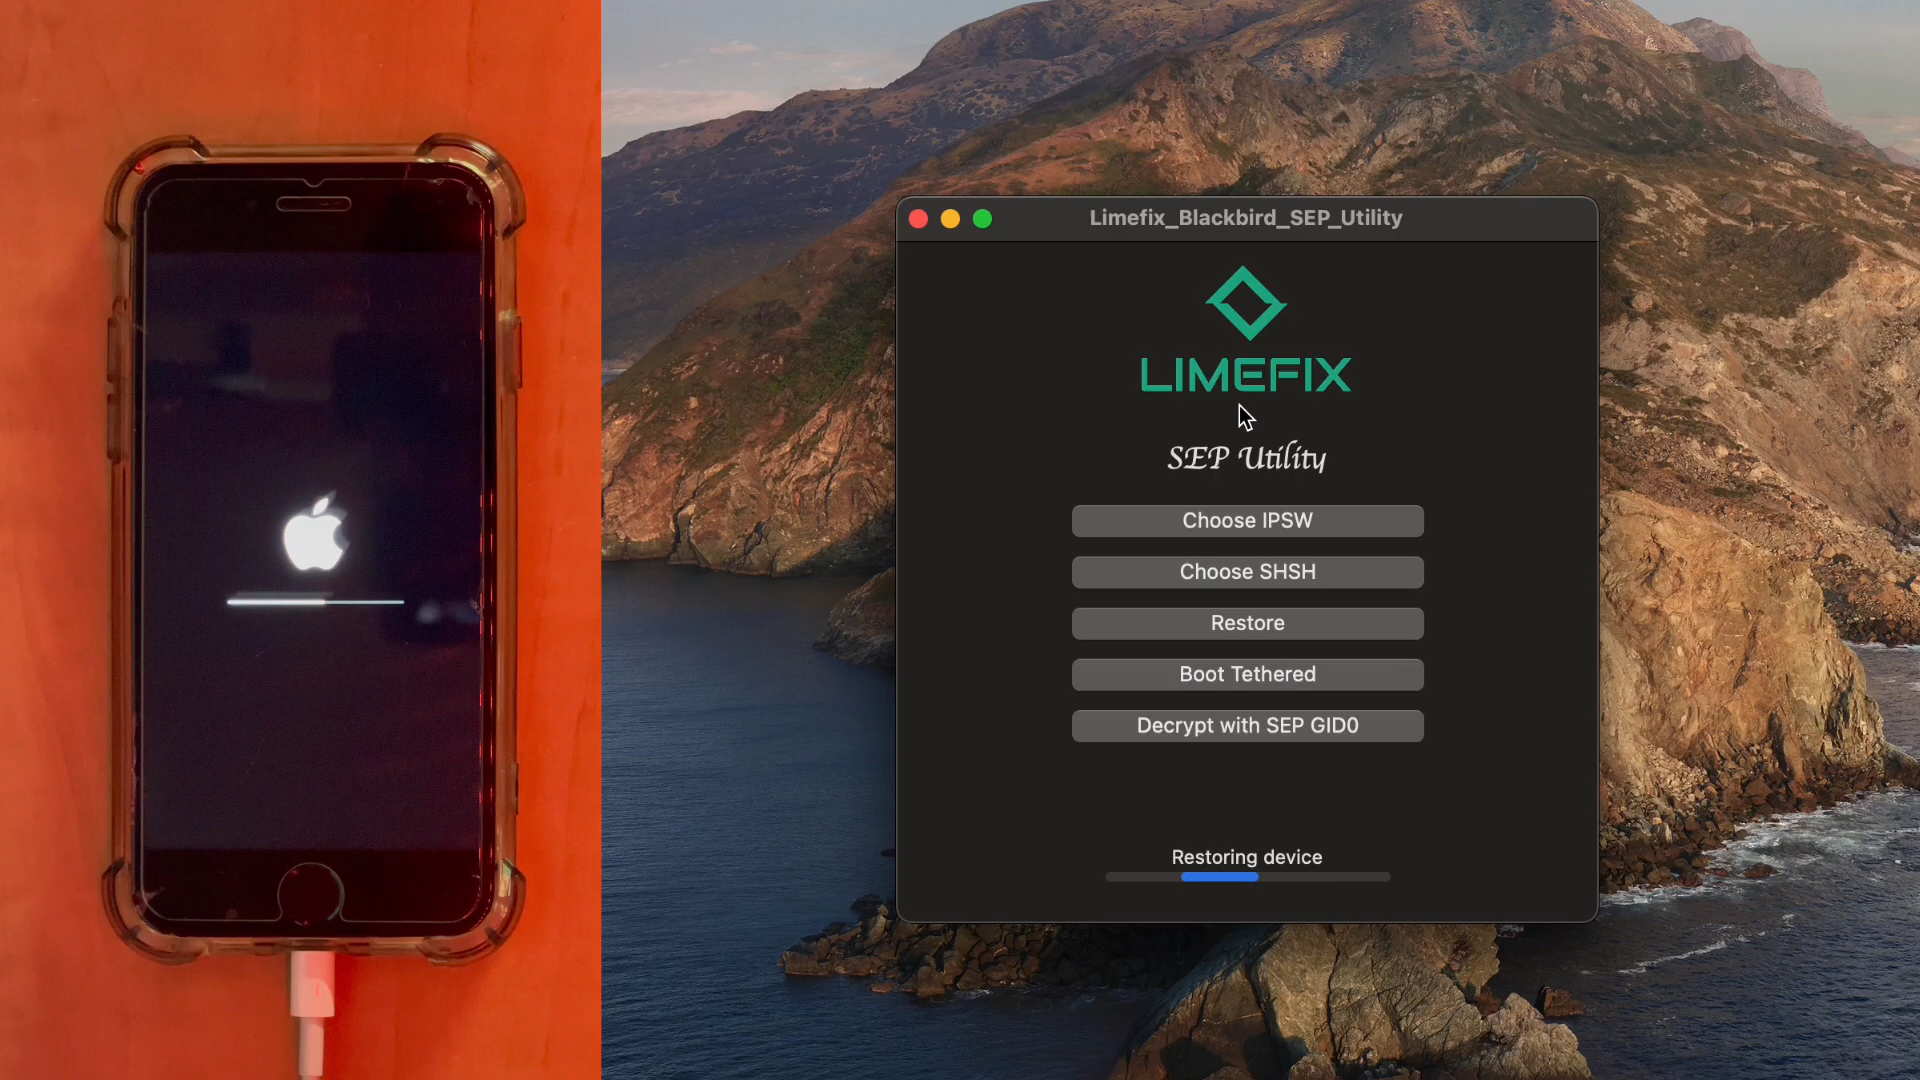 Limefix_Blackbird_SEP_Utility
LIMEFIX
SEP Utility
Choose IPSW
Choose SHSH
Restore
Boot Tethered
Decrypt with SEP GID0
Restoring device